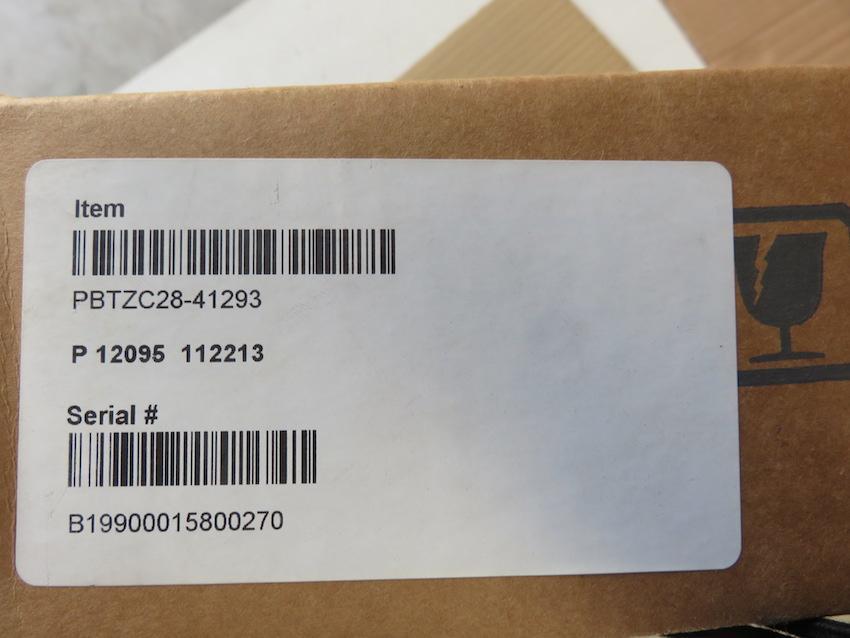 Item
PBTZC28-41293
P 12095 112213
Serial #
B19900015800270